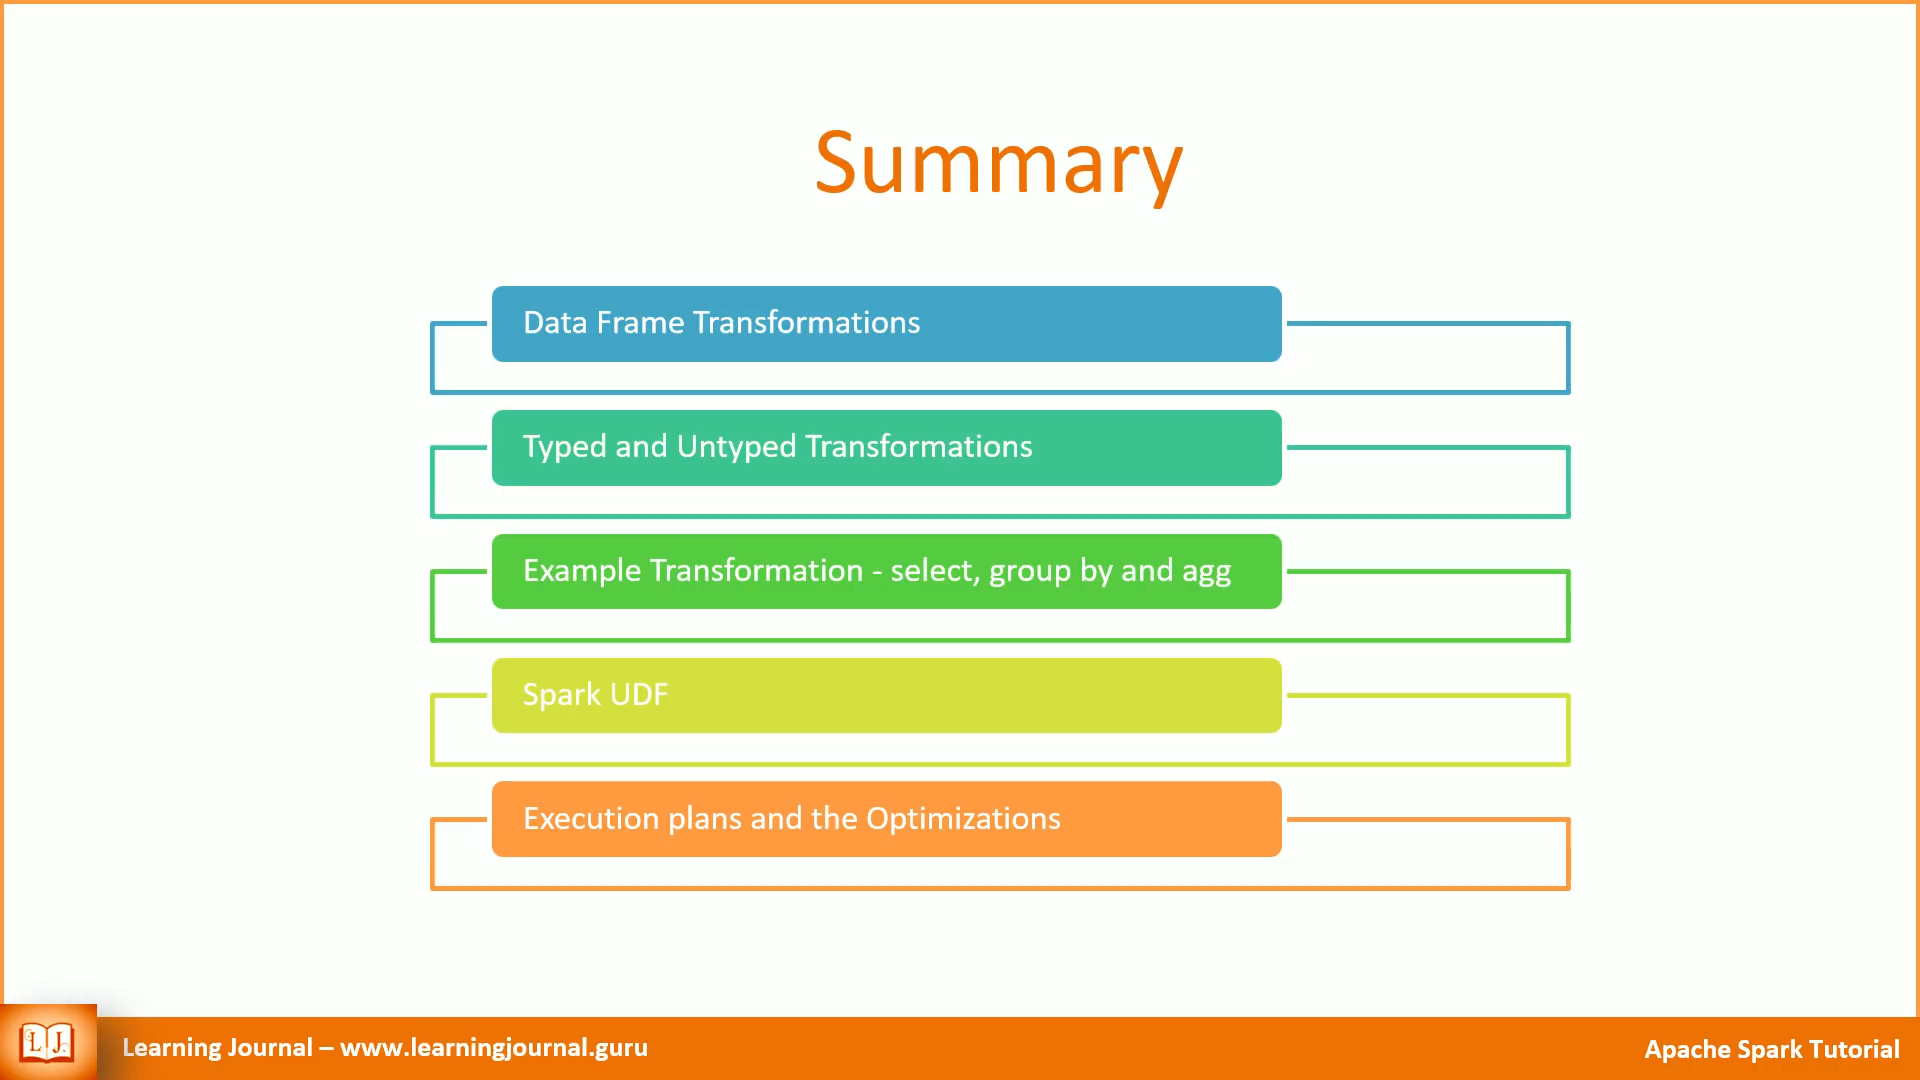 Summary
Data Frame Transformations
Typed and Untyped Transformations
Example Transformation - select, group by and agg
Spark UDF
Execution plans and the Optimizations
L J
Learning Journal – www.learningjournal.guru
Apache Spark Tutorial